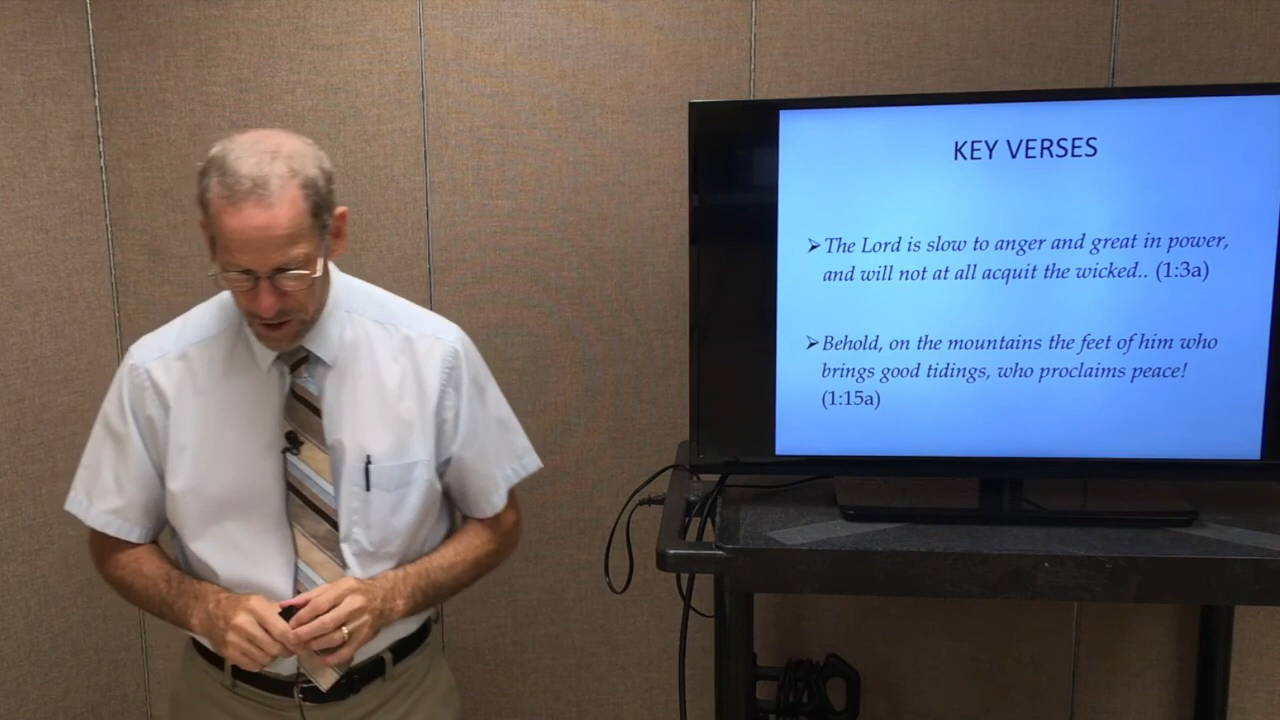 KEY VERSES
➢ The Lord is slow to anger and great in power,
and will not at all acquit the wicked.. (1:3a)
➢ Behold, on the mountains the feet of him who
brings good tidings, who proclaims peace!
(1:15a)